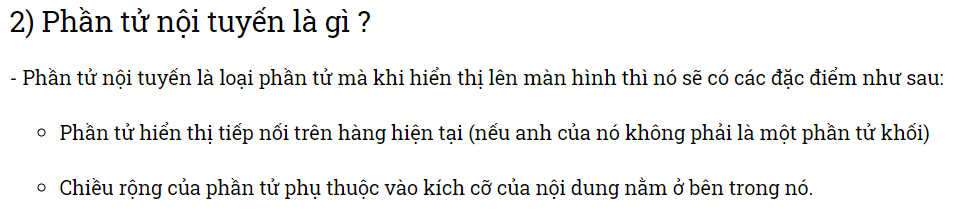 2) Phần tử nội tuyến là gì ?
- Phần tử nội tuyến là loại phần tử mà khi hiển thị lên màn hình thì nó sẽ có các đặc điểm như sau:
Phần tử hiển thị tiếp nối trên hàng hiện tại (nếu anh của nó không phải là một phần tử khối)
Chiều rộng của phần tử phụ thuộc vào kích cỡ của nội dung nằm ở bên trong nó.